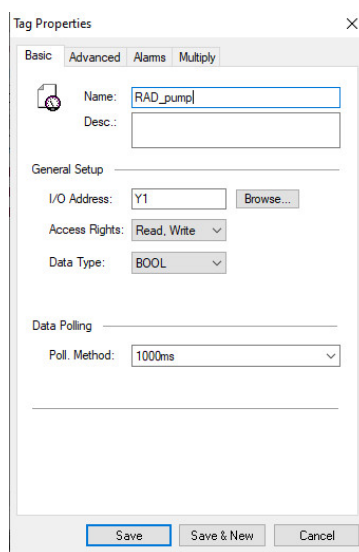 Tag Properties
Basic Advanced Alarms Multiply
Name: RAD_pump
Desc.:
General Setup
I/O Address: Y1 Browse...
Access Rights: Read, Write
Data Type: BOOL
Data Polling
Poll. Method: 1000ms
Save Save & New Cancel